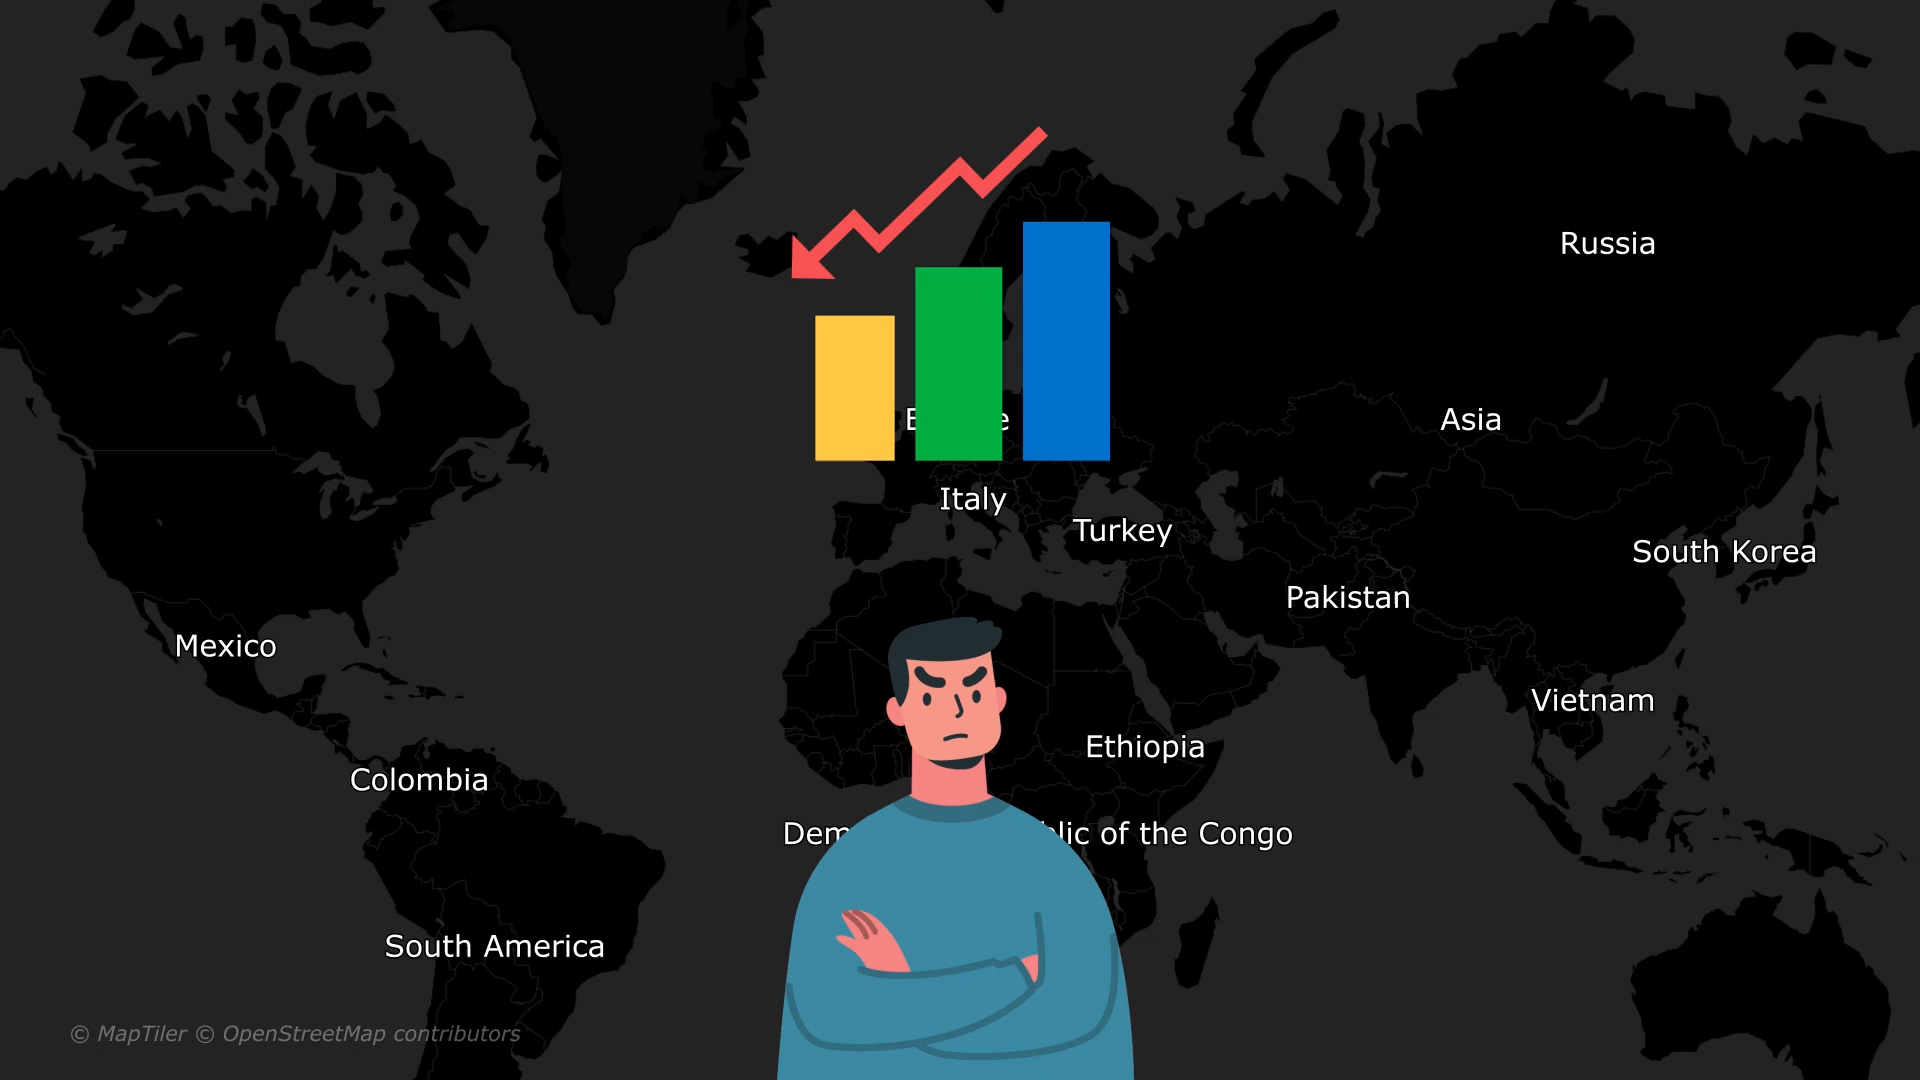 Russia
Asia
Italy
Turkey
South Korea
Pakistan
Mexico
Vietnam
Ethiopia
Colombia
of the Congo
South America
© MapTiler © OpenStreetMap contributors